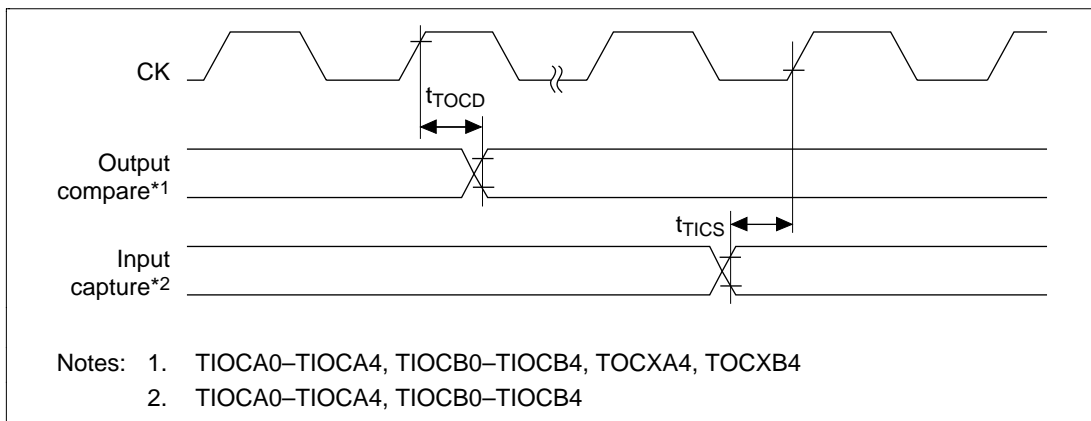 CK
tTOCD
Output
compare*1
tTICS
Input
capture*2
Notes: 1. TIOCA0–TIOCA4, TIOCB0–TIOCB4, TOCXA4, TOCXB4
2. TIOCA0–TIOCA4, TIOCB0–TIOCB4